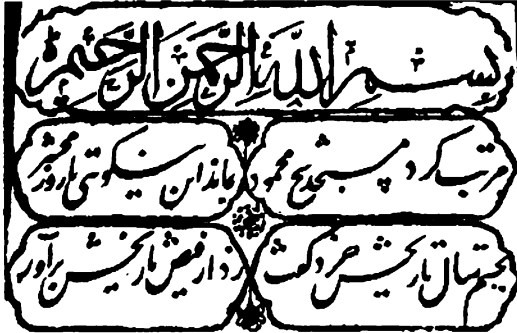 بسم الله الرحمن الرحیم
مرتب کرد مسجد شیخ محمود بماند این نیکوئی تا روز محشر
بجستم سال تاریخش خرد گفت ز دار فیض تاریخش برآور